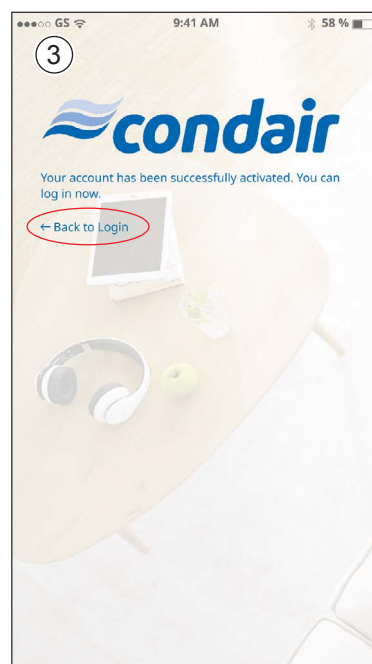 GS 9:41 AM 58 %
3
condair
Your account has been successfully activated. You can
log in now.
← Back to Login